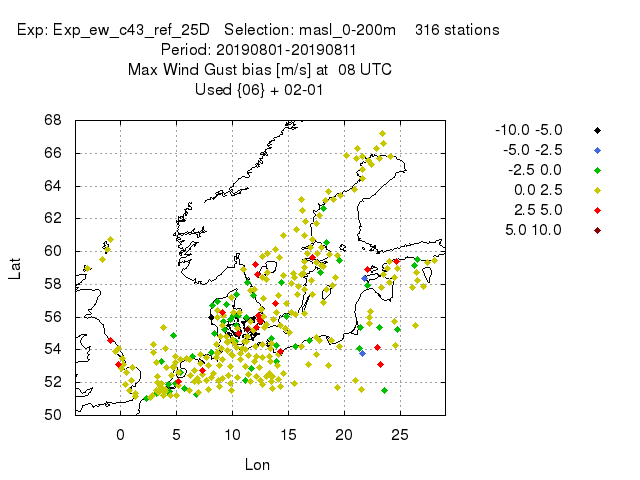 Exp: Exp_ew_c43_ref_25D   Selection: masl_0-200m    316 stations
Period: 20190801-20190811
Max Wind Gust bias [m/s] at  08 UTC
Used {06} + 02-01
-10.0 -5.0
-5.0 -2.5
-2.5 0.0
0.0 2.5
2.5 5.0
5.0 10.0
68
66
64
62
60
58
56
54
52
50
Lat
0 5 10 15 20 25
Lon